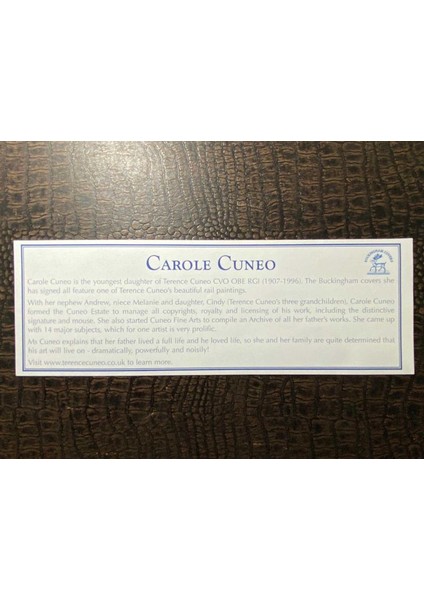 CAROLE CUNEO
Carole Cuneo is the youngest daughter of Terence Cuneo CVO OBE RGI (1907-1996). The Buckingham covers she
has signed all feature one of Terence Cuneo's beautiful rail paintings.
With her nephew Andrew, niece Melanie and daughter, Cindy (Terence Cuneo's three grandchildren), Carole Cuneo
formed the Cuneo Estate to manage all copyrights, royalty and licensing of his work, including the distinctive
signature and mouse. She also started Cuneo Fine Arts to compile an Archive of all her father's works. She came up
with 14 major subjects, which for one artist is very prolific.
Ms Cuneo explains that her father lived a full life and he loved life, so she and her family are quite determined that
his art will live on - dramatically, powerfully and noisily!
Visit www.terencecuneo.co.uk to learn more.